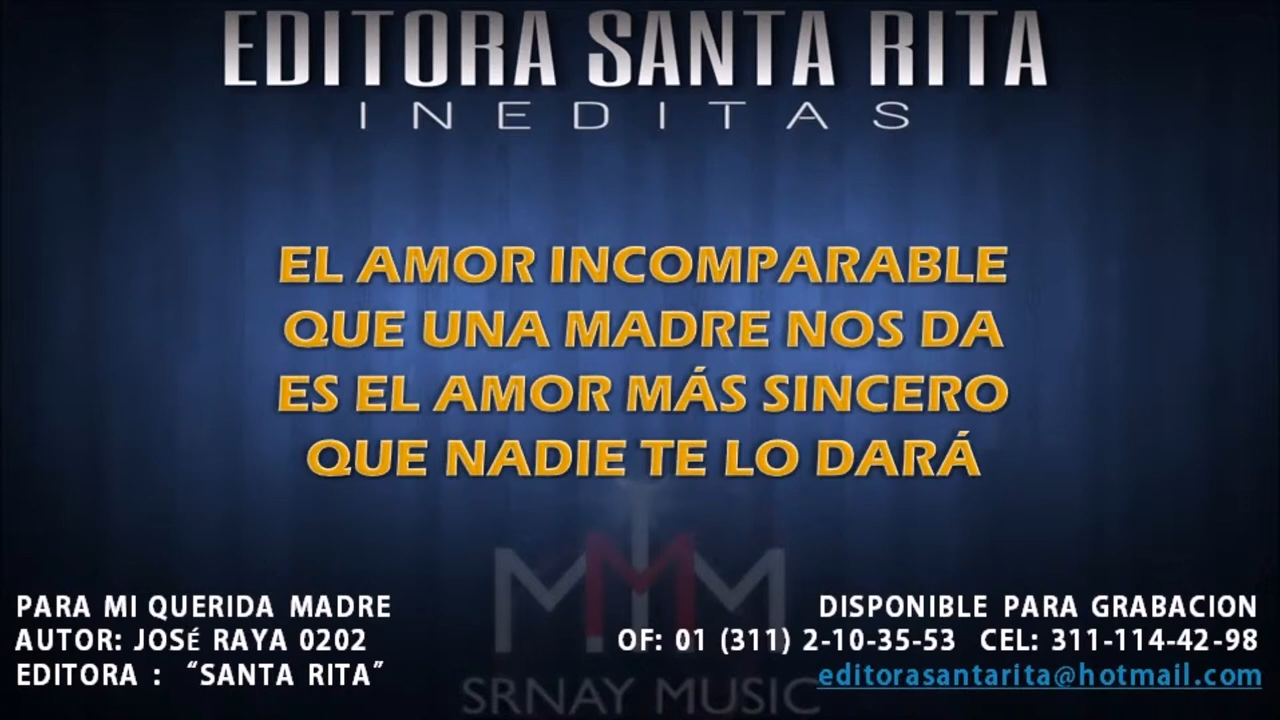 EDITORA SANTA RITA
INEDITAS
EL AMOR INCOMPARABLE
QUE UNA MADRE NOS DA
ES EL AMOR MÁS SINCERO
QUE NADIE TE LO DARÁ
MMM
SRNAY MUSIC
PARA MI QUERIDA MADRE
AUTOR: JOSÉ RAYA 0202
EDITORA : “SANTA RITA”
DISPONIBLE PARA GRABACION
OF: 01 (311) 2-10-35-53 CEL: 311-114-42-98
editorasantarita@hotmail.com